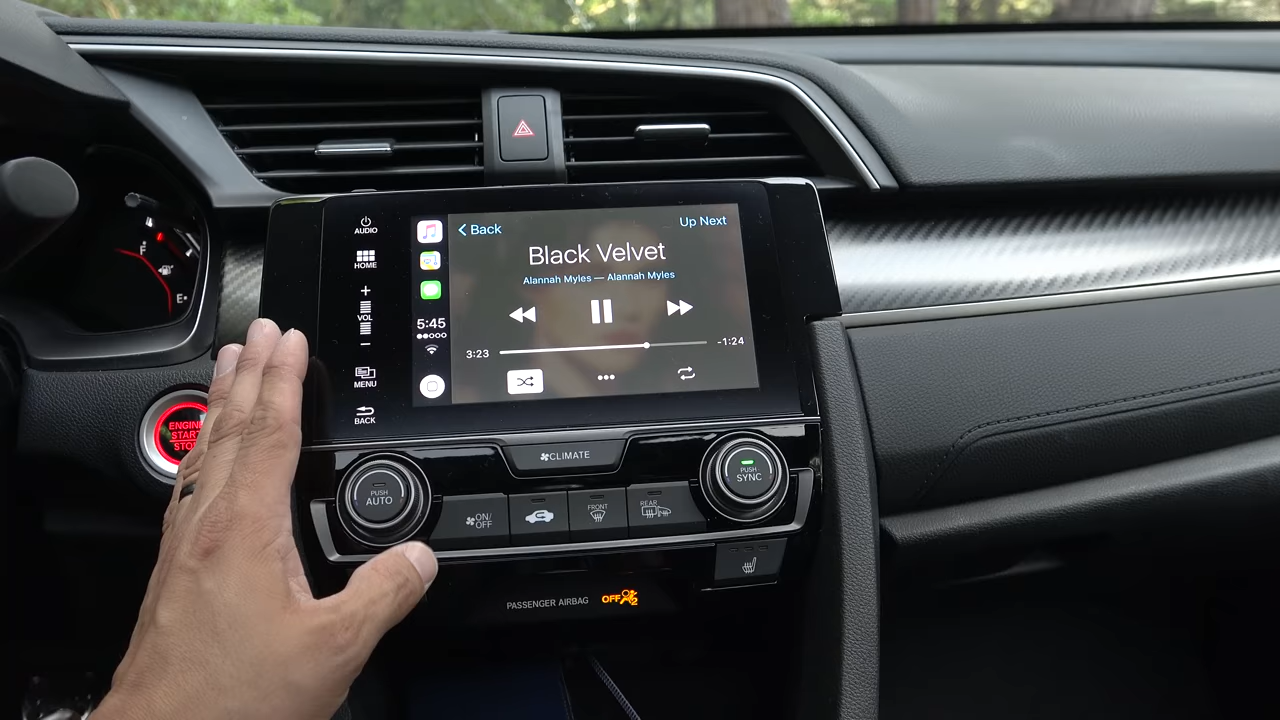 AUDIO
HOME
+
VOL
−
MENU
BACK
Back
Up Next
Black Velvet
Alannah Myles — Alannah Myles
5:45
3:23
-1:24
F
E
ENGINE
START
STOP
CLIMATE
PUSH
AUTO
ON/
OFF
FRONT
REAR
PUSH
SYNC
PASSENGER AIRBAG
OFF
2